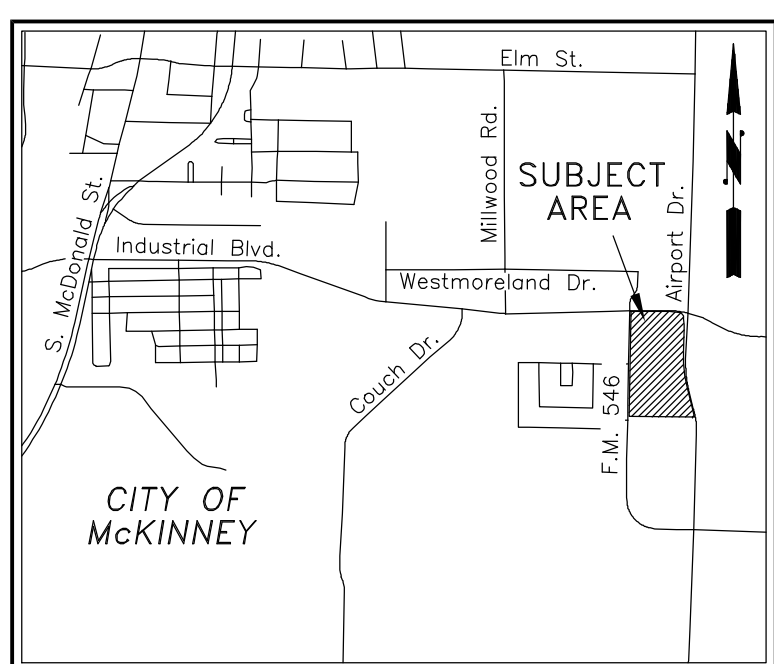 Elm St.
Millwood Rd.
SUBJECT
AREA
N
Airport Dr.
S. McDonald St.
Industrial Blvd.
Westmoreland Dr.
Couch Dr.
F.M. 546
CITY OF
McKINNEY